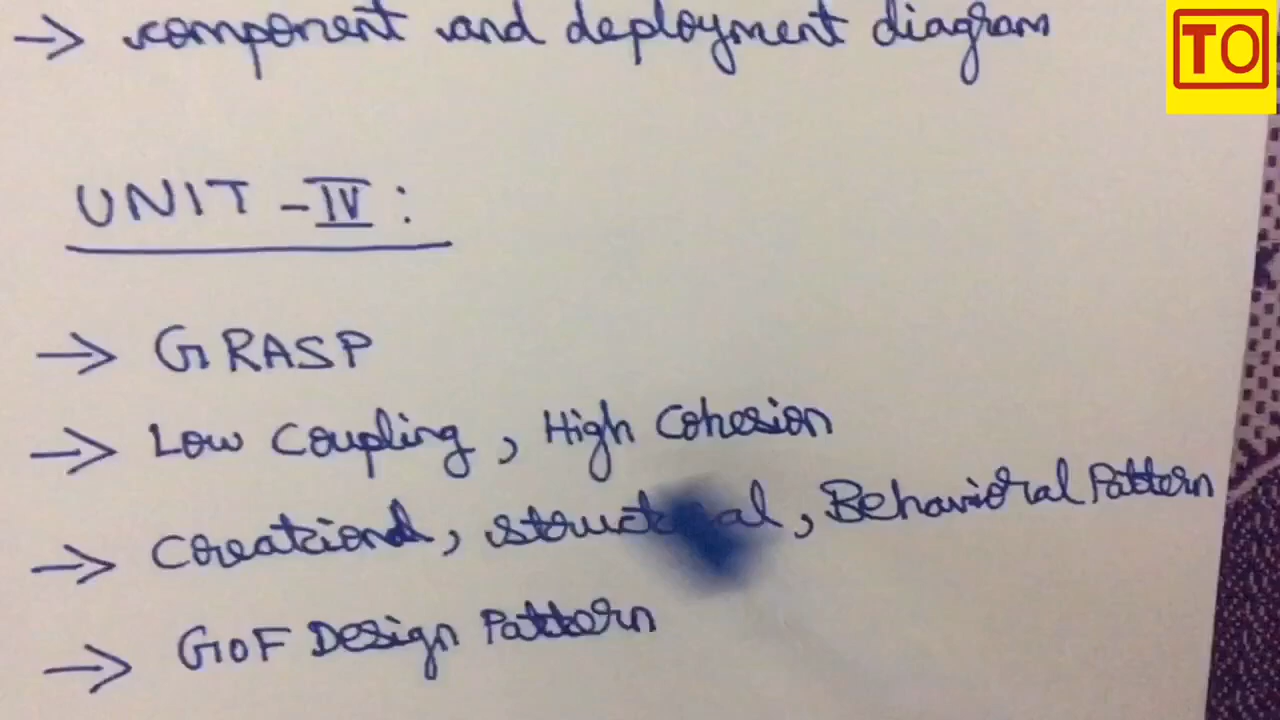 → component and deployment diagram
TO
UNIT - IV :
→ GRASP
→ Low Coupling, High Cohesion
→ Creational, structural, Behavioral Pattern
→ GOF Design Pattern